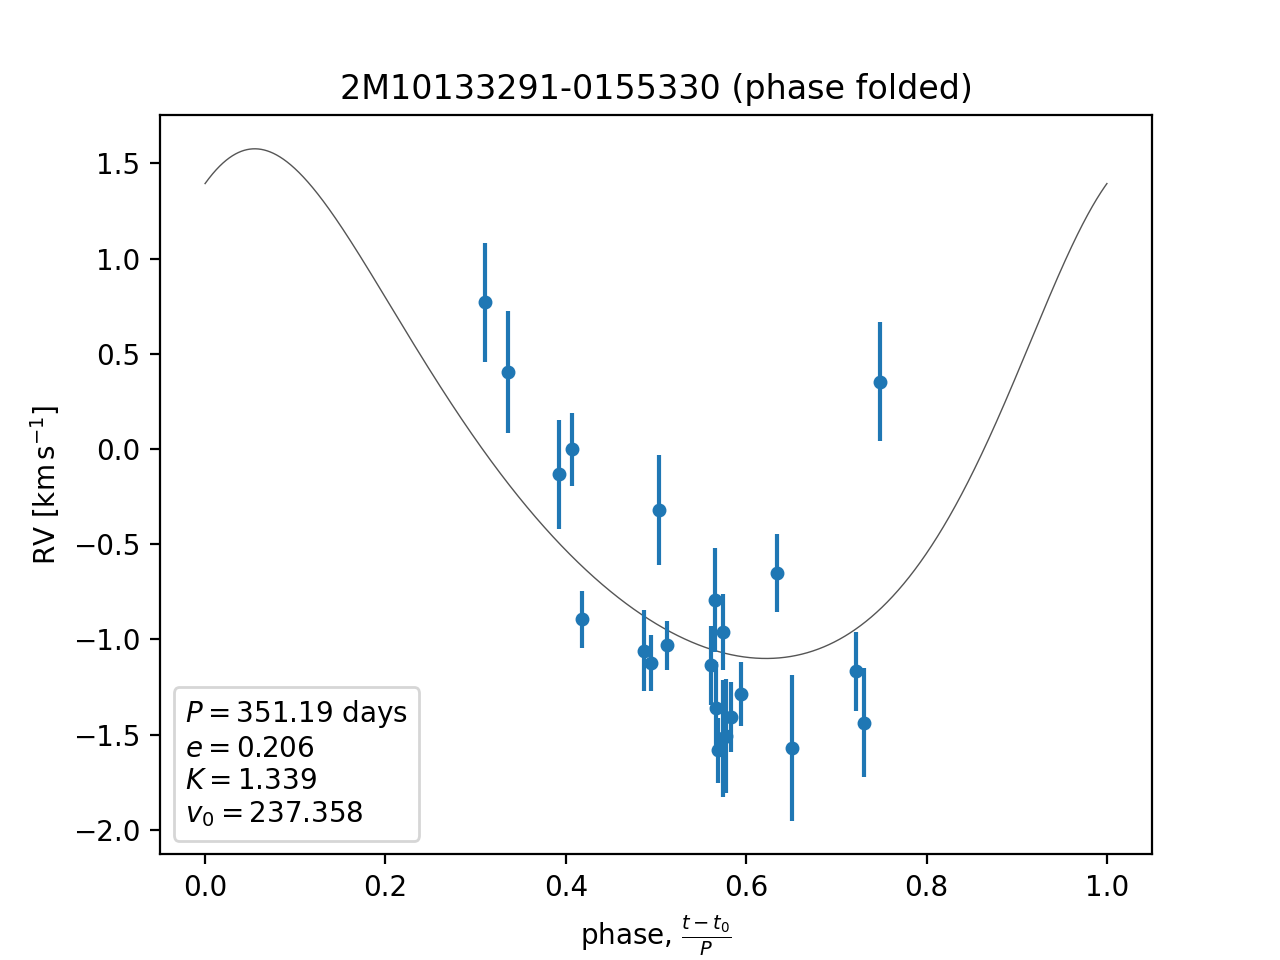 2M10133291-0155330 (phase folded)
1.5
1.0
0.5
0.0
−0.5
−1.0
−1.5
−2.0
RV [km s⁻¹]
P = 351.19 days
e = 0.206
K = 1.339
v₀ = 237.358
0.0 0.2 0.4 0.6 0.8 1.0
phase, (t − t₀)/P